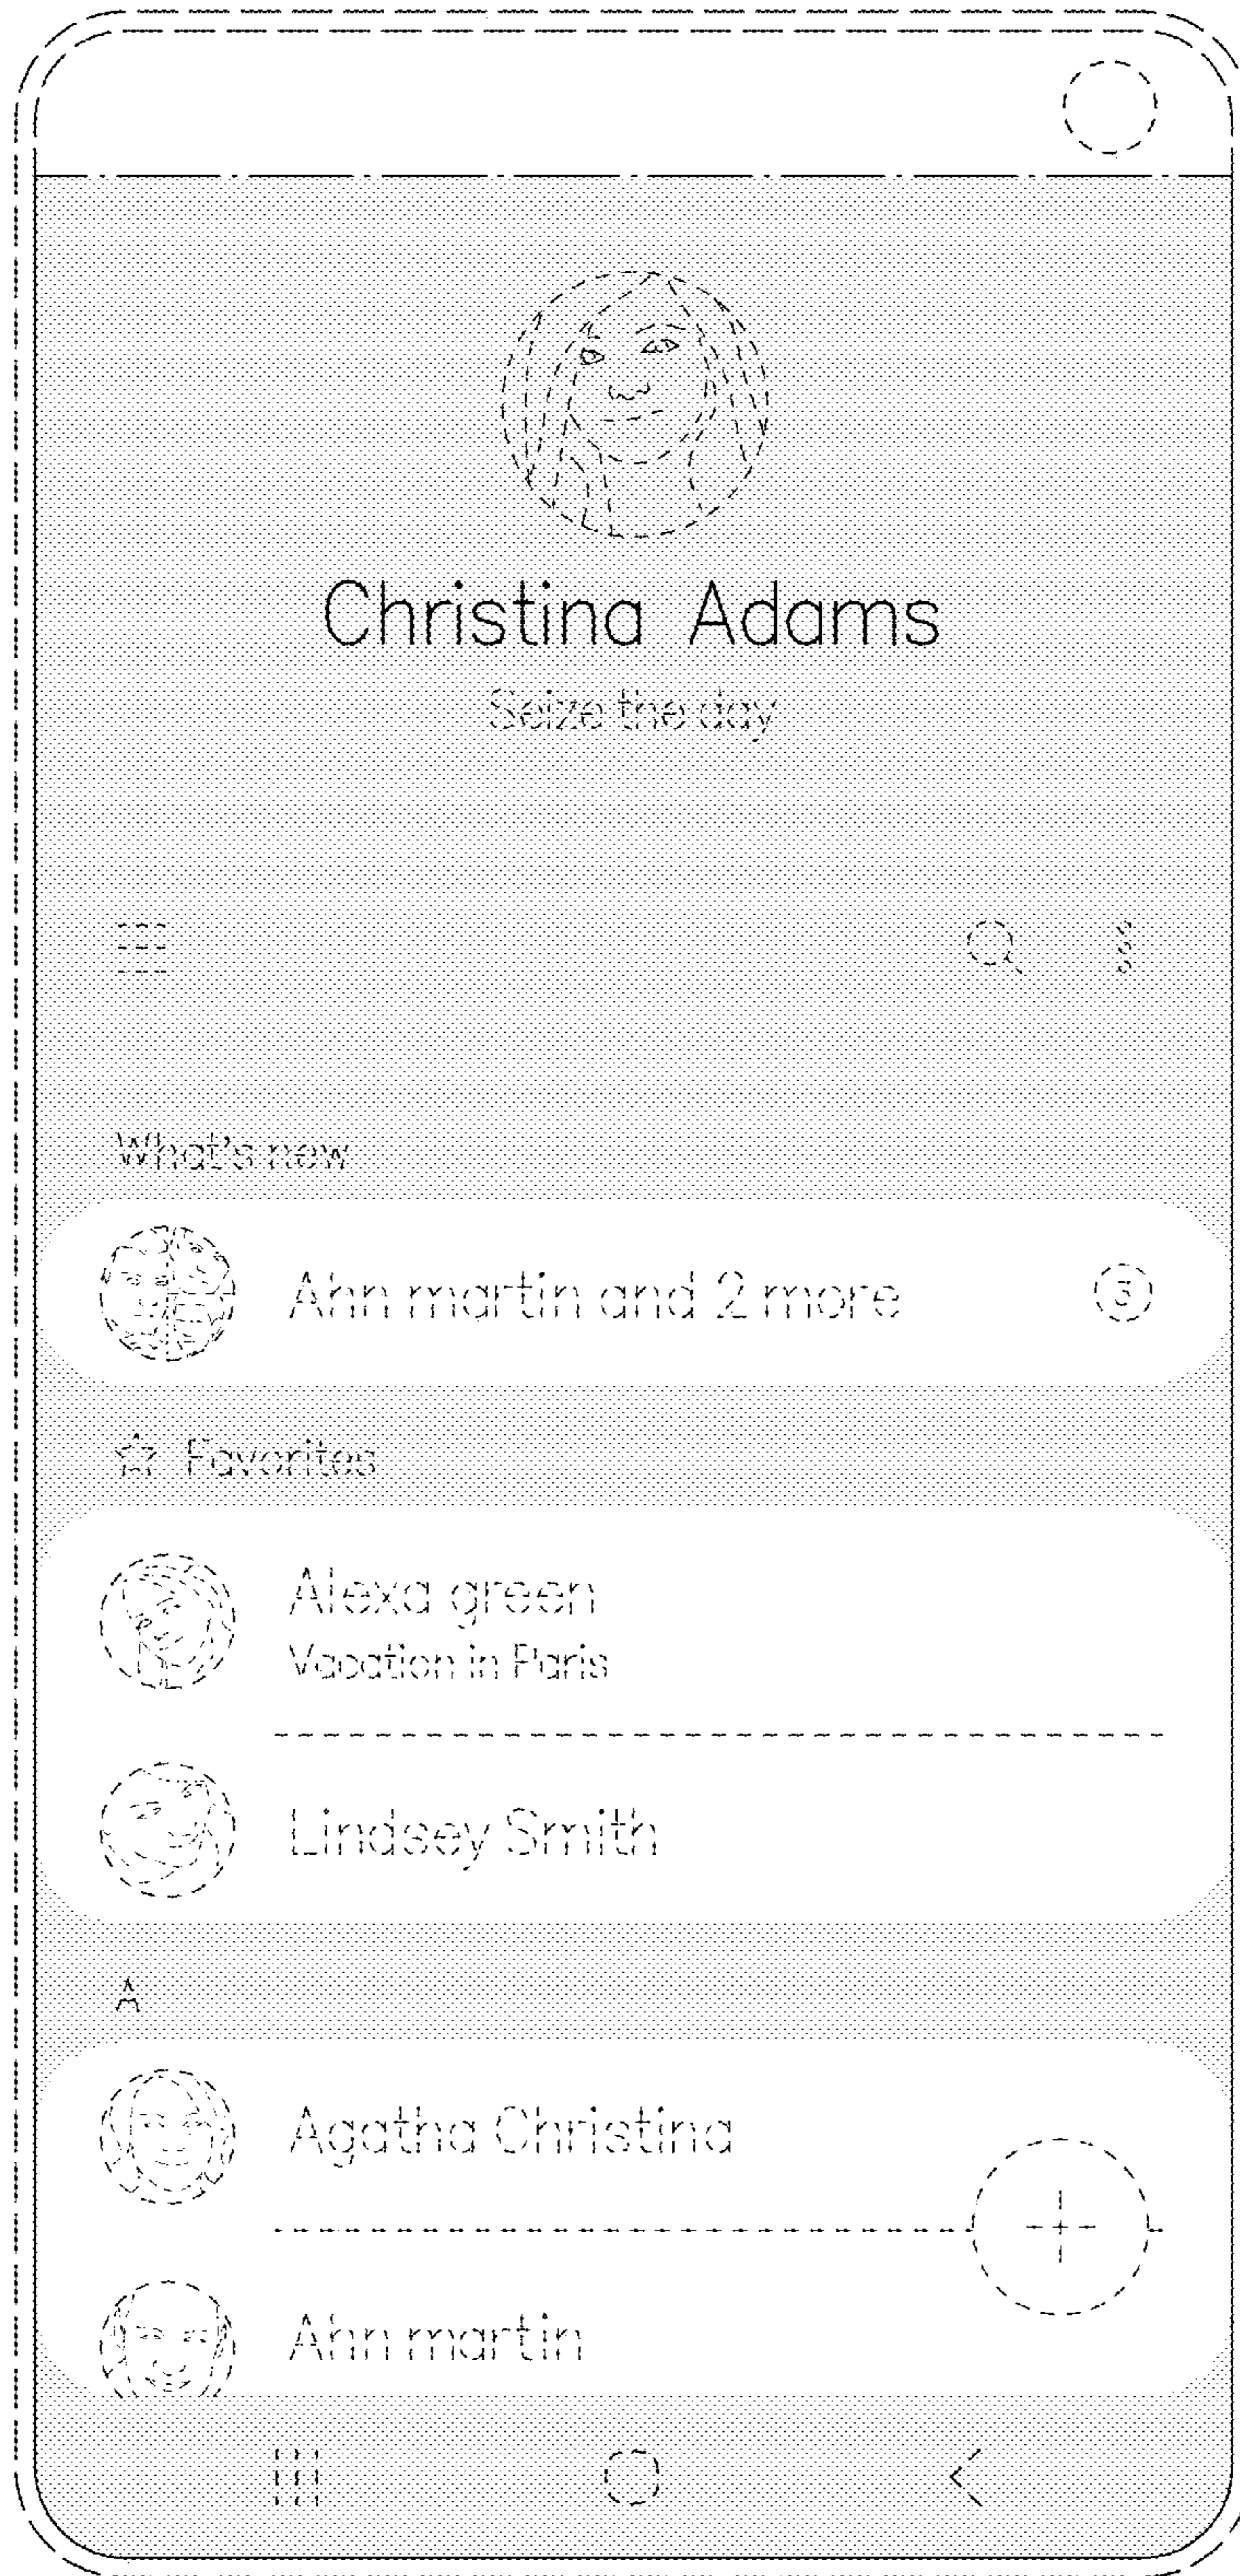 Christina Adams
Seize the day
What's new
Ahn martin and 2 more
3
Favorites
Alexa green
Vacation in Paris
Lindsey Smith
A
Agatha Christina
Ahn martin